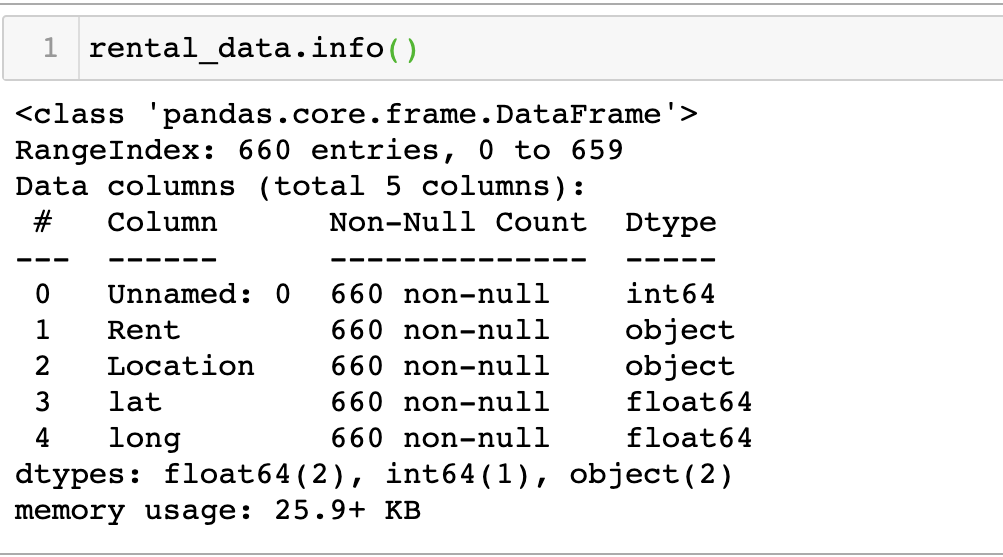 1 rental_data.info()
<class 'pandas.core.frame.DataFrame'>
RangeIndex: 660 entries, 0 to 659
Data columns (total 5 columns):
 #   Column      Non-Null Count  Dtype
---  ------      --------------  -----
 0   Unnamed: 0  660 non-null    int64
 1   Rent        660 non-null    object
 2   Location    660 non-null    object
 3   lat         660 non-null    float64
 4   long        660 non-null    float64
dtypes: float64(2), int64(1), object(2)
memory usage: 25.9+ KB